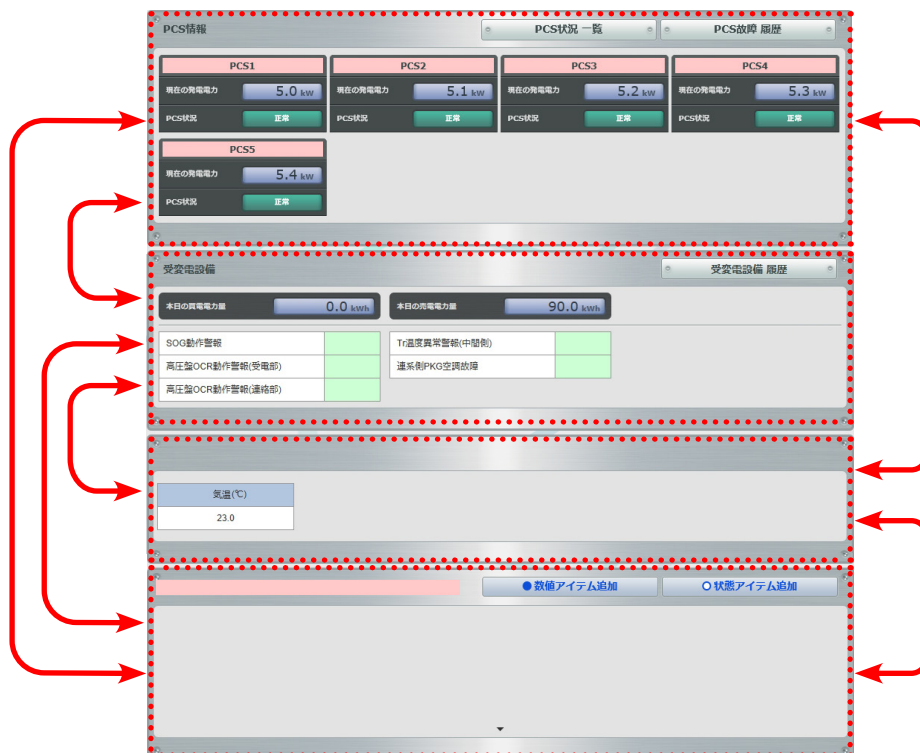 PCS情報 PCS状況 一覧 PCS故障 履歴
PCS1 PCS2 PCS3 PCS4
現在の発電電力 5.0 kW 現在の発電電力 5.1 kW 現在の発電電力 5.2 kW 現在の発電電力 5.3 kW
PCS状況 正常 PCS状況 正常 PCS状況 正常 PCS状況 正常
PCS5
現在の発電電力 5.4 kW
PCS状況 正常
受変電設備 受変電設備 履歴
本日の買電電力量 0.0 kWh 本日の売電電力量 90.0 kWh
SOG動作警報 Tr温度異常警報(中間側)
高圧盤OCR動作警報(受電部) 連系側PKG空調故障
高圧盤OCR動作警報(連絡部)
気温(℃)
23.0
数値アイテム追加 状態アイテム追加